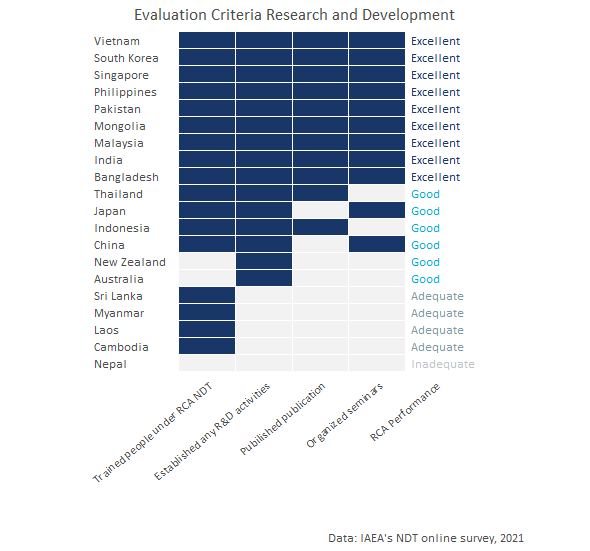 Evaluation Criteria Research and Development
Vietnam Excellent
South Korea Excellent
Singapore Excellent
Philippines Excellent
Pakistan Excellent
Mongolia Excellent
Malaysia Excellent
India Excellent
Bangladesh Excellent
Thailand Good
Japan Good
Indonesia Good
China Good
New Zealand Good
Australia Good
Sri Lanka Adequate
Myanmar Adequate
Laos Adequate
Cambodia Adequate
Nepal Inadequate
Trained people under RCA NDT
Established any R&D activities
Pubilished publication
Organized seminars
RCA Performance
Data: IAEA's NDT online survey, 2021